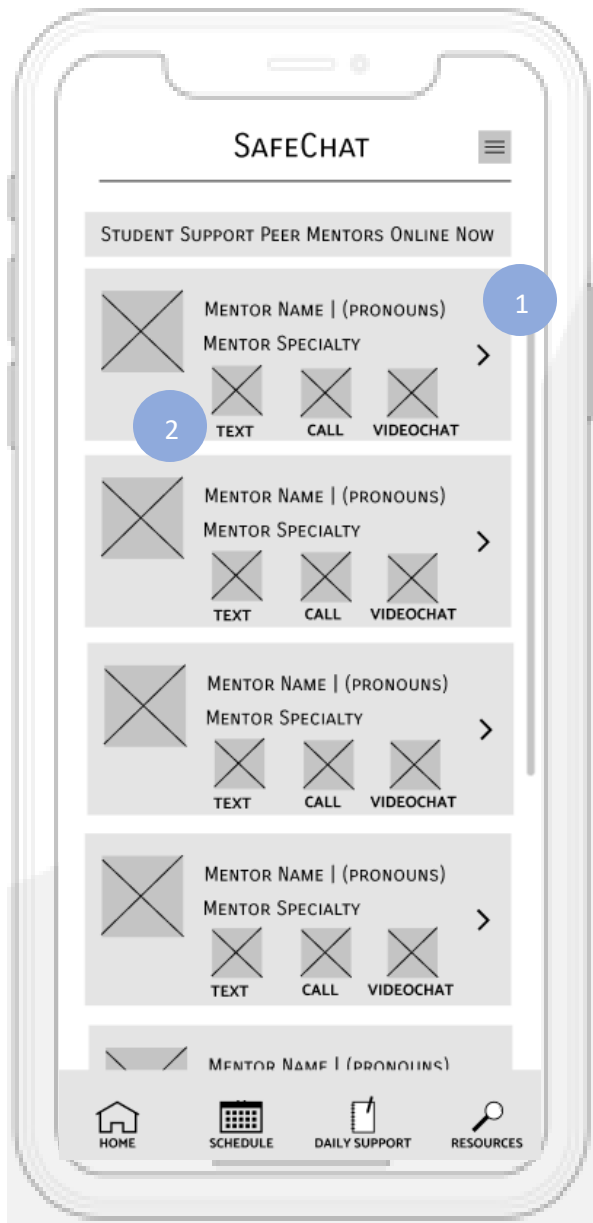 SafeChat
Student Support Peer Mentors Online Now
1
Mentor Name | (pronouns)
Mentor Specialty
2
TEXT CALL VIDEOCHAT
Mentor Name | (pronouns)
Mentor Specialty
TEXT CALL VIDEOCHAT
Mentor Name | (pronouns)
Mentor Specialty
TEXT CALL VIDEOCHAT
Mentor Name | (pronouns)
Mentor Specialty
TEXT CALL VIDEOCHAT
Mentor Name | (pronouns)
HOME SCHEDULE DAILY SUPPORT RESOURCES